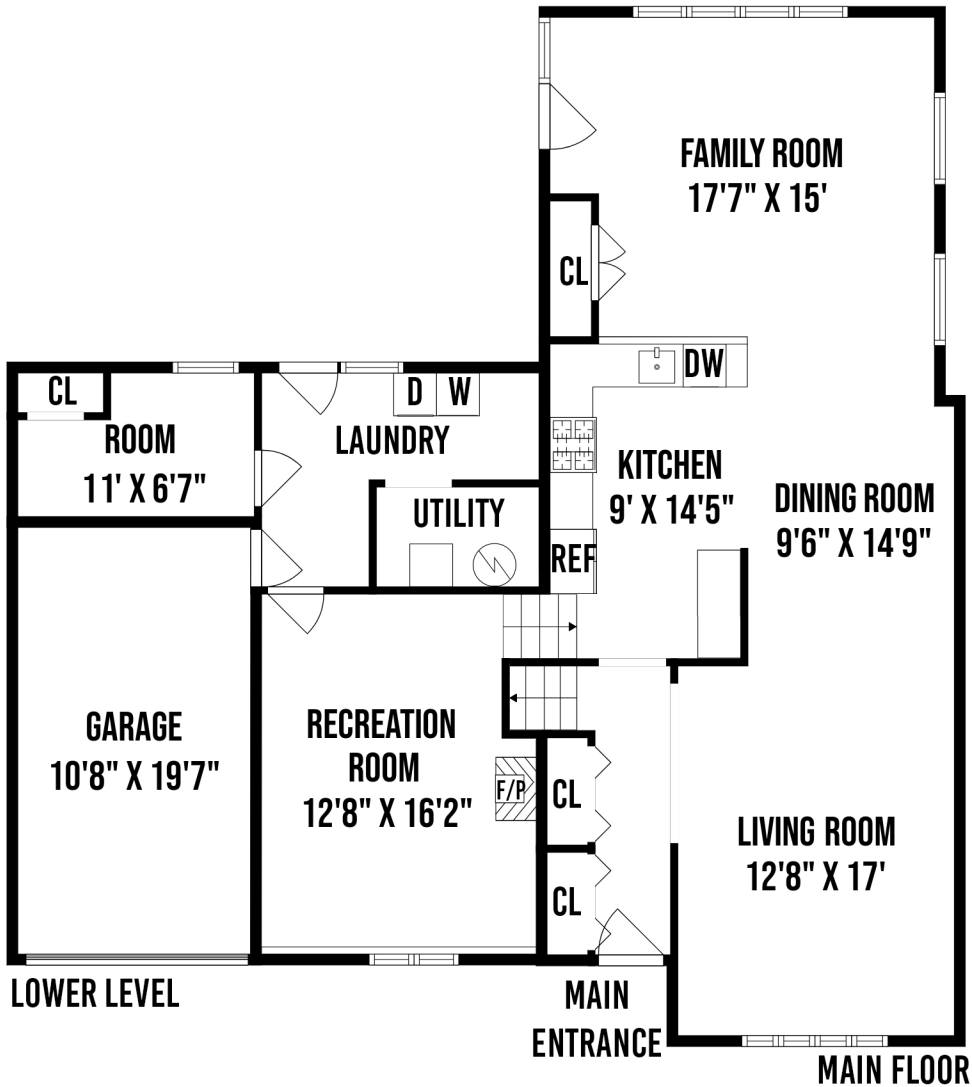 FAMILY ROOM
17'7" X 15'
CL
DW
CL
D
W
ROOM
11' X 6'7"
LAUNDRY
UTILITY
KITCHEN
9' X 14'5"
DINING ROOM
9'6" X 14'9"
REF
GARAGE
10'8" X 19'7"
RECREATION
ROOM
12'8" X 16'2"
F/P
CL
CL
LIVING ROOM
12'8" X 17'
LOWER LEVEL
MAIN
ENTRANCE
MAIN FLOOR